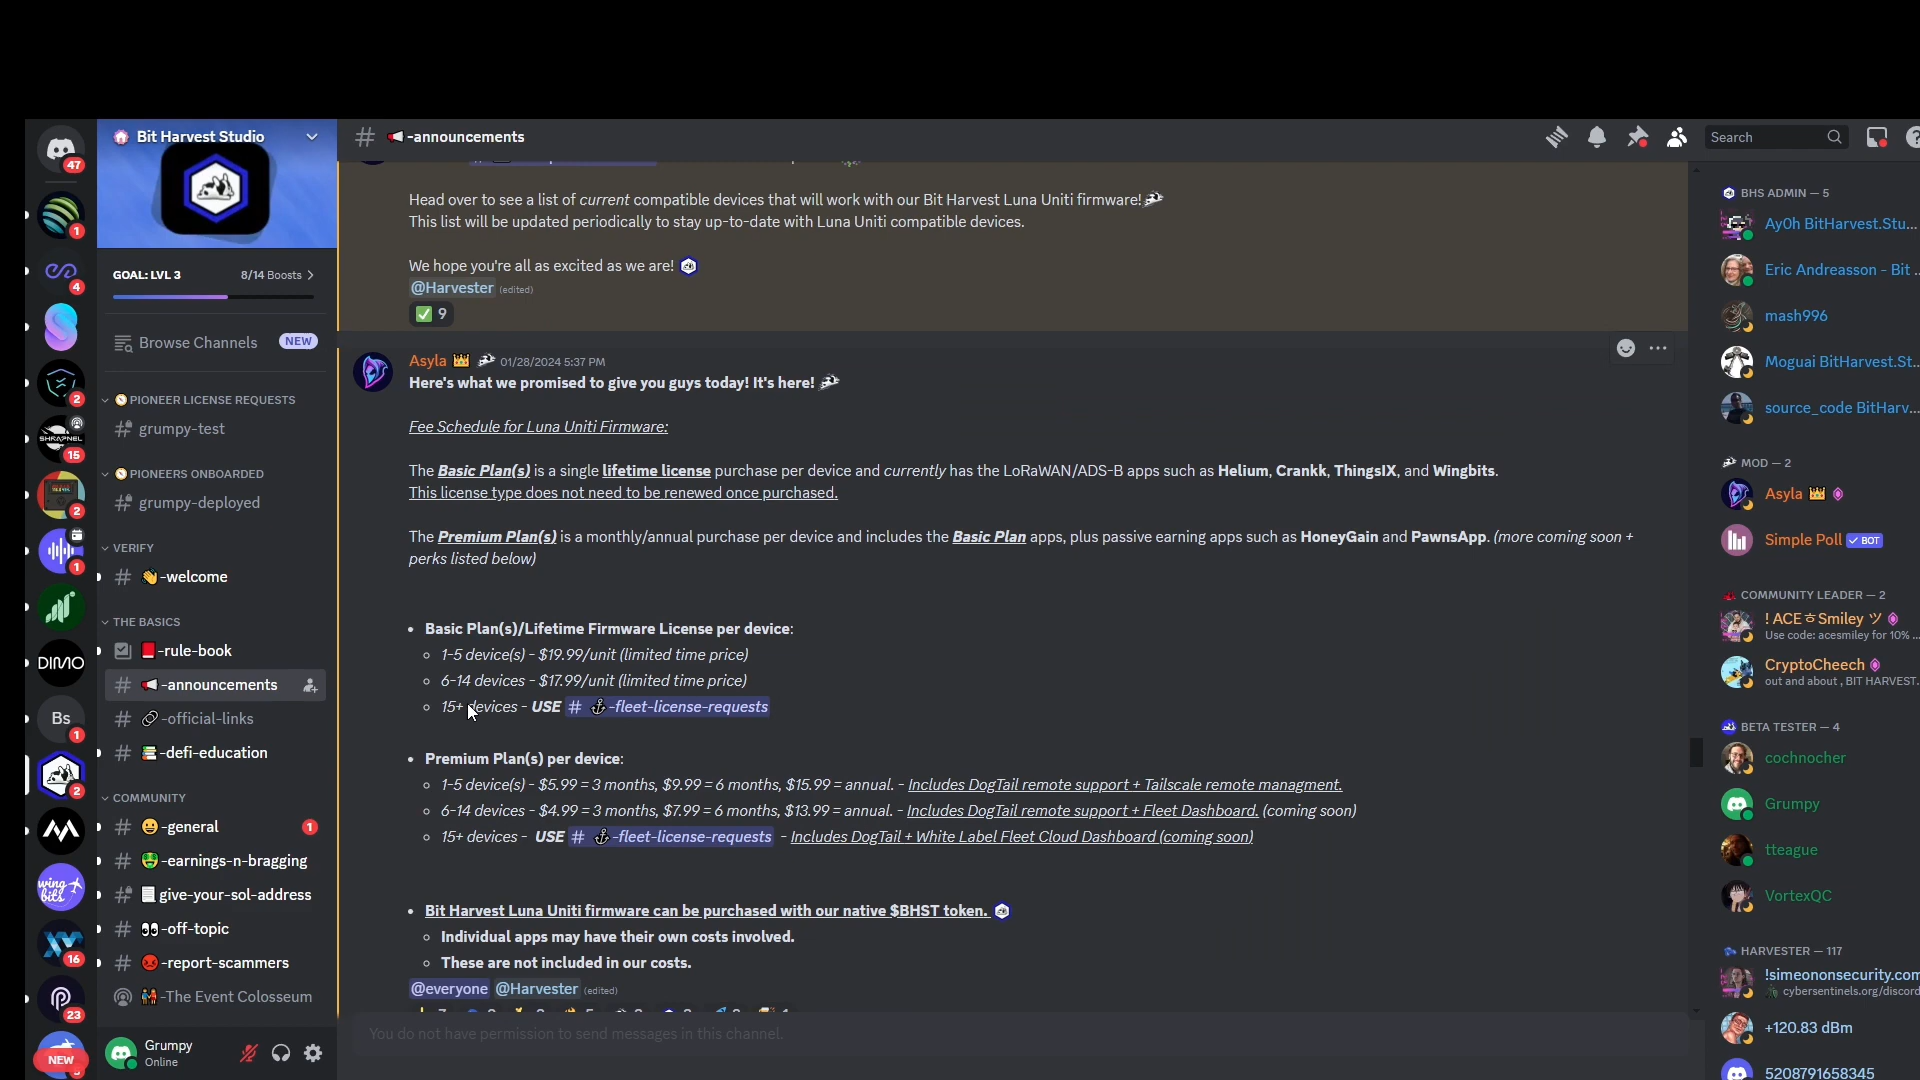 Bit Harvest Studio
-announcements
Search
47
1
4
2
SHRAPNEL
15
2
1
DIMO
Bs
1
2
wing
bits
16
23
NEW
GOAL: LVL 3
8/14 Boosts
Browse Channels
NEW
PIONEER LICENSE REQUESTS
grumpy-test
PIONEERS ONBOARDED
grumpy-deployed
VERIFY
-welcome
THE BASICS
-rule-book
-announcements
-official-links
-defi-education
COMMUNITY
-general
1
-earnings-n-bragging
give-your-sol-address
-off-topic
-report-scammers
-The Event Colosseum
Grumpy
Online
Head over to see a list of current compatible devices that will work with our Bit Harvest Luna Uniti firmware!
This list will be updated periodically to stay up-to-date with Luna Uniti compatible devices.
We hope you're all as excited as we are!
@Harvester (edited)
9
Asyla 01/28/2024 5:37 PM
Here's what we promised to give you guys today! It's here!
Fee Schedule for Luna Uniti Firmware:
The Basic Plan(s) is a single lifetime license purchase per device and currently has the LoRaWAN/ADS-B apps such as Helium, Crankk, ThingsIX, and Wingbits.
This license type does not need to be renewed once purchased.
The Premium Plan(s) is a monthly/annual purchase per device and includes the Basic Plan apps, plus passive earning apps such as HoneyGain and PawnsApp. (more coming soon +
perks listed below)
• Basic Plan(s)/Lifetime Firmware License per device:
◦ 1-5 device(s) - $19.99/unit (limited time price)
◦ 6-14 devices - $17.99/unit (limited time price)
◦ 15+ devices - USE # -fleet-license-requests
• Premium Plan(s) per device:
◦ 1-5 device(s) - $5.99 = 3 months, $9.99 = 6 months, $15.99 = annual. - Includes DogTail remote support + Tailscale remote managment.
◦ 6-14 devices - $4.99 = 3 months, $7.99 = 6 months, $13.99 = annual. - Includes DogTail remote support + Fleet Dashboard. (coming soon)
◦ 15+ devices - USE # -fleet-license-requests - Includes DogTail + White Label Fleet Cloud Dashboard (coming soon)
• Bit Harvest Luna Uniti firmware can be purchased with our native $BHST token.
◦ Individual apps may have their own costs involved.
◦ These are not included in our costs.
@everyone @Harvester (edited)
You do not have permission to send messages in this channel.
BHS ADMIN — 5
Ay0h BitHarvest.Stu...
Eric Andreasson - Bit ...
mash996
Moguai BitHarvest.St...
source_code BitHarv...
MOD — 2
Asyla
Simple Poll BOT
COMMUNITY LEADER — 2
! ACE ㅎ Smiley ツ
Use code: acesmiley for 10% ...
CryptoCheech
out and about , BIT HARVEST.
BETA TESTER — 4
cochnocher
Grumpy
tteague
VortexQC
HARVESTER — 117
!simeononsecurity.com
cybersentinels.org/discord
+120.83 dBm
5208791658345